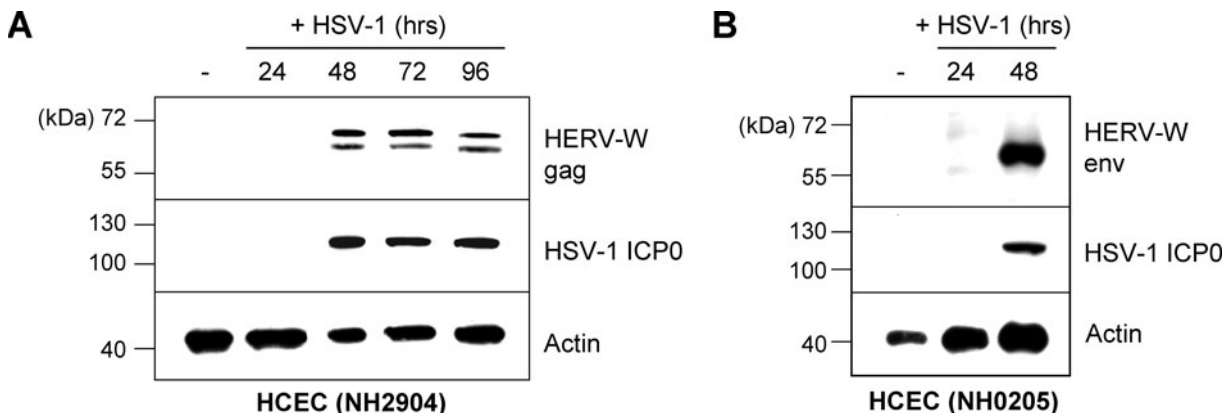 A
+ HSV-1 (hrs)
- 24 48 72 96
(kDa) 72
55
HERV-W
gag
130
100
HSV-1 ICP0
40
Actin
HCEC (NH2904)
B
+ HSV-1 (hrs)
- 24 48
(kDa) 72
55
HERV-W
env
130
100
HSV-1 ICP0
40
Actin
HCEC (NH0205)